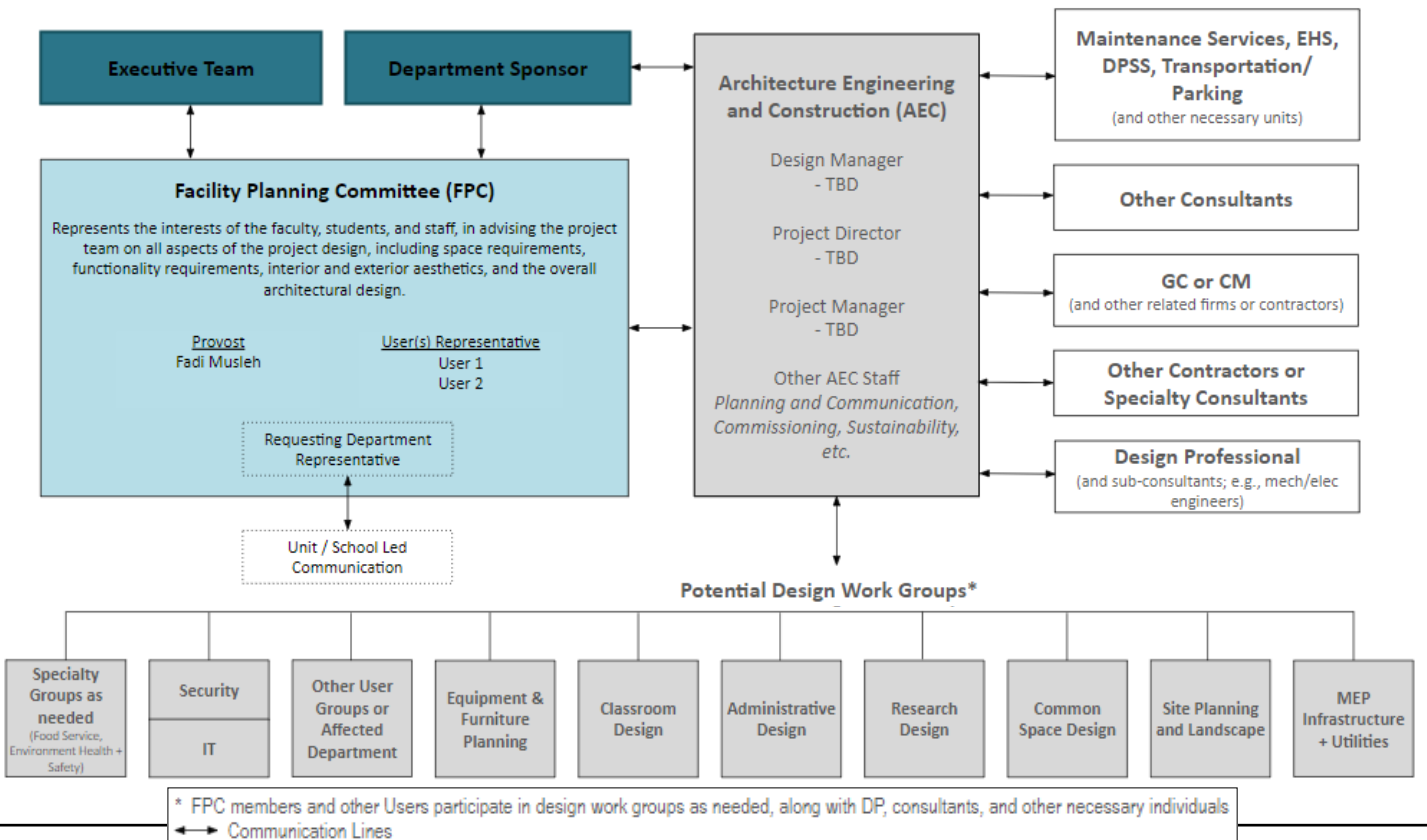 Executive Team
Department Sponsor
Facility Planning Committee (FPC)
Represents the interests of the faculty, students, and staff, in advising the project
team on all aspects of the project design, including space requirements,
functionality requirements, interior and exterior aesthetics, and the overall
architectural design.
Provost
Fadi Musleh
User(s) Representative
User 1
User 2
Requesting Department
Representative
Unit / School Led
Communication
Architecture Engineering
and Construction (AEC)
Design Manager
- TBD
Project Director
- TBD
Project Manager
- TBD
Other AEC Staff
Planning and Communication,
Commissioning, Sustainability,
etc.
Maintenance Services, EHS,
DPSS, Transportation/
Parking
(and other necessary units)
Other Consultants
GC or CM
(and other related firms or contractors)
Other Contractors or
Specialty Consultants
Design Professional
(and sub-consultants; e.g., mech/elec
engineers)
Potential Design Work Groups*
Specialty
Groups as
needed
(Food Service,
Environment Health +
Safety)
Security
IT
Other User
Groups or
Affected
Department
Equipment &
Furniture
Planning
Classroom
Design
Administrative
Design
Research
Design
Common
Space Design
Site Planning
and Landscape
MEP
Infrastructure
+ Utilities
* FPC members and other Users participate in design work groups as needed, along with DP, consultants, and other necessary individuals
Communication Lines